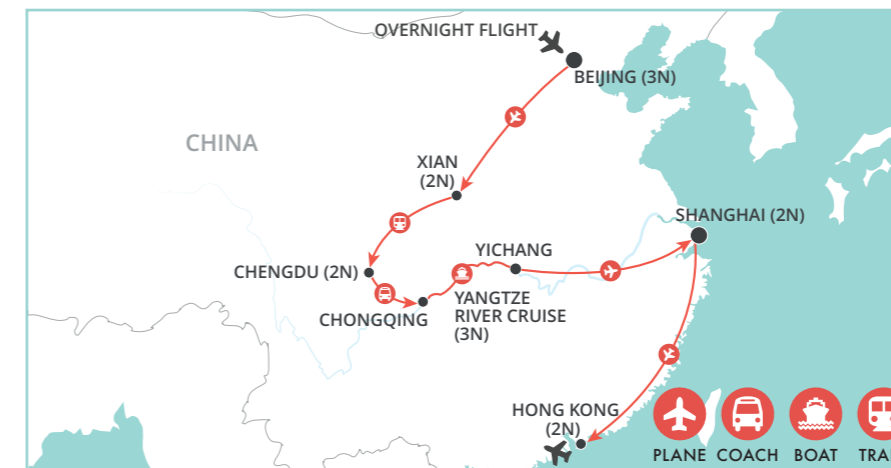 OVERNIGHT FLIGHT
BEIJING (3N)
CHINA
XIAN
(2N)
SHANGHAI (2N)
YICHANG
CHENGDU (2N)
YANGTZE
RIVER CRUISE
(3N)
CHONGQING
HONG KONG
(2N)
PLANE COACH BOAT TRA